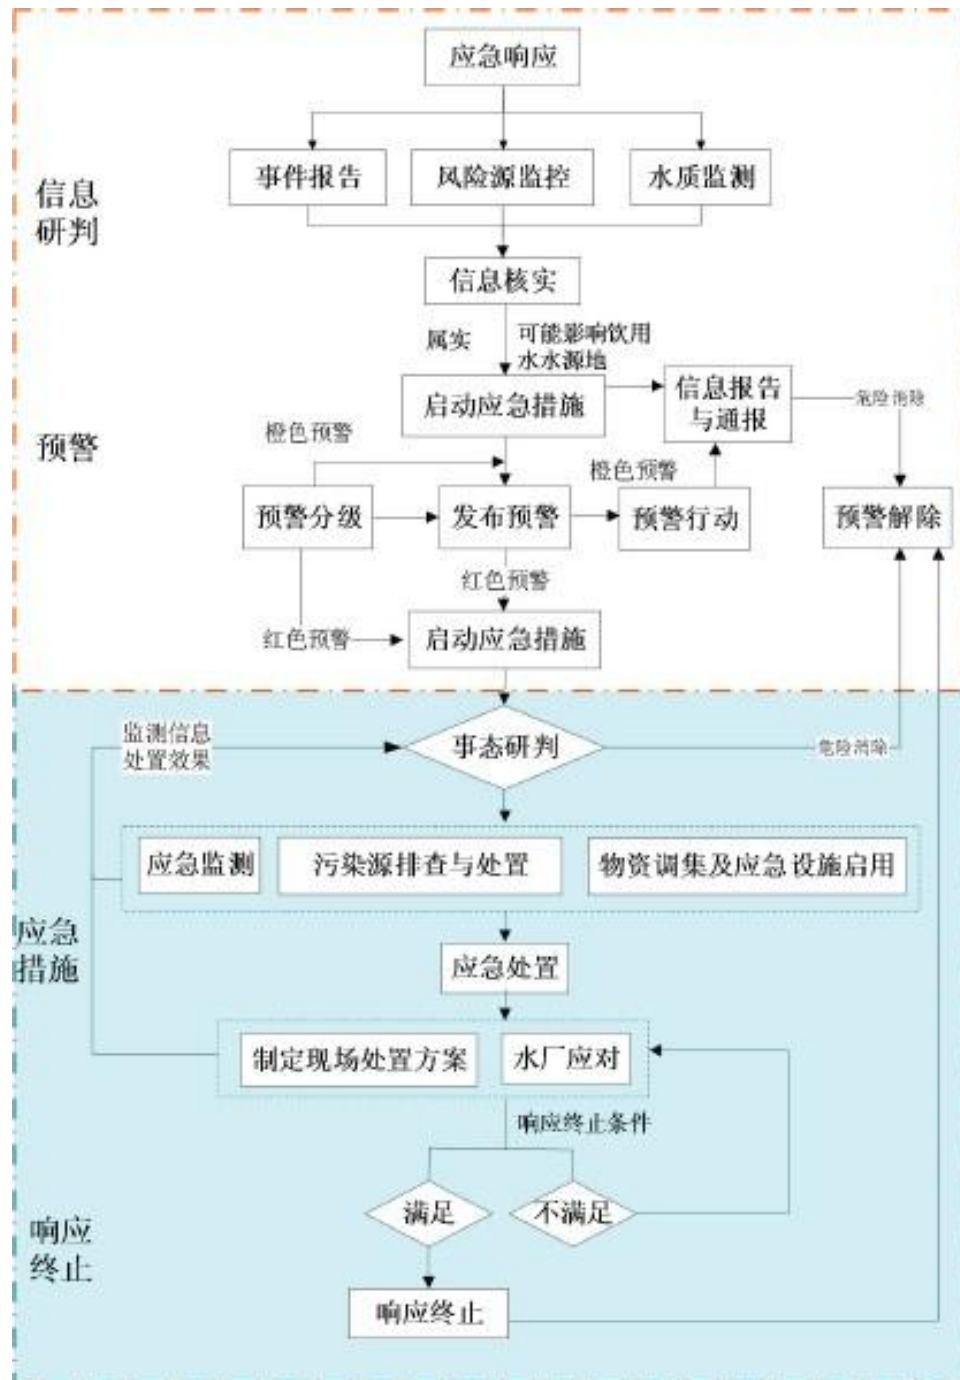 应急响应
事件报告
风险源监控
水质监测
信息
研判
信息核实
属实
可能影响饮用
水水源地
启动应急措施
信息报告
与通报
危险消除
橙色预警
预警
橙色预警
预警分级
发布预警
预警行动
预警解除
红色预警
红色预警
启动应急措施
监测信息
处置效果
事态研判
危险消除
应急监测
污染源排查与处置
物资调集及应急设施启用
应急
措施
应急处置
制定现场处置方案
水厂应对
响应终止条件
满足
不满足
响应
终止
响应终止